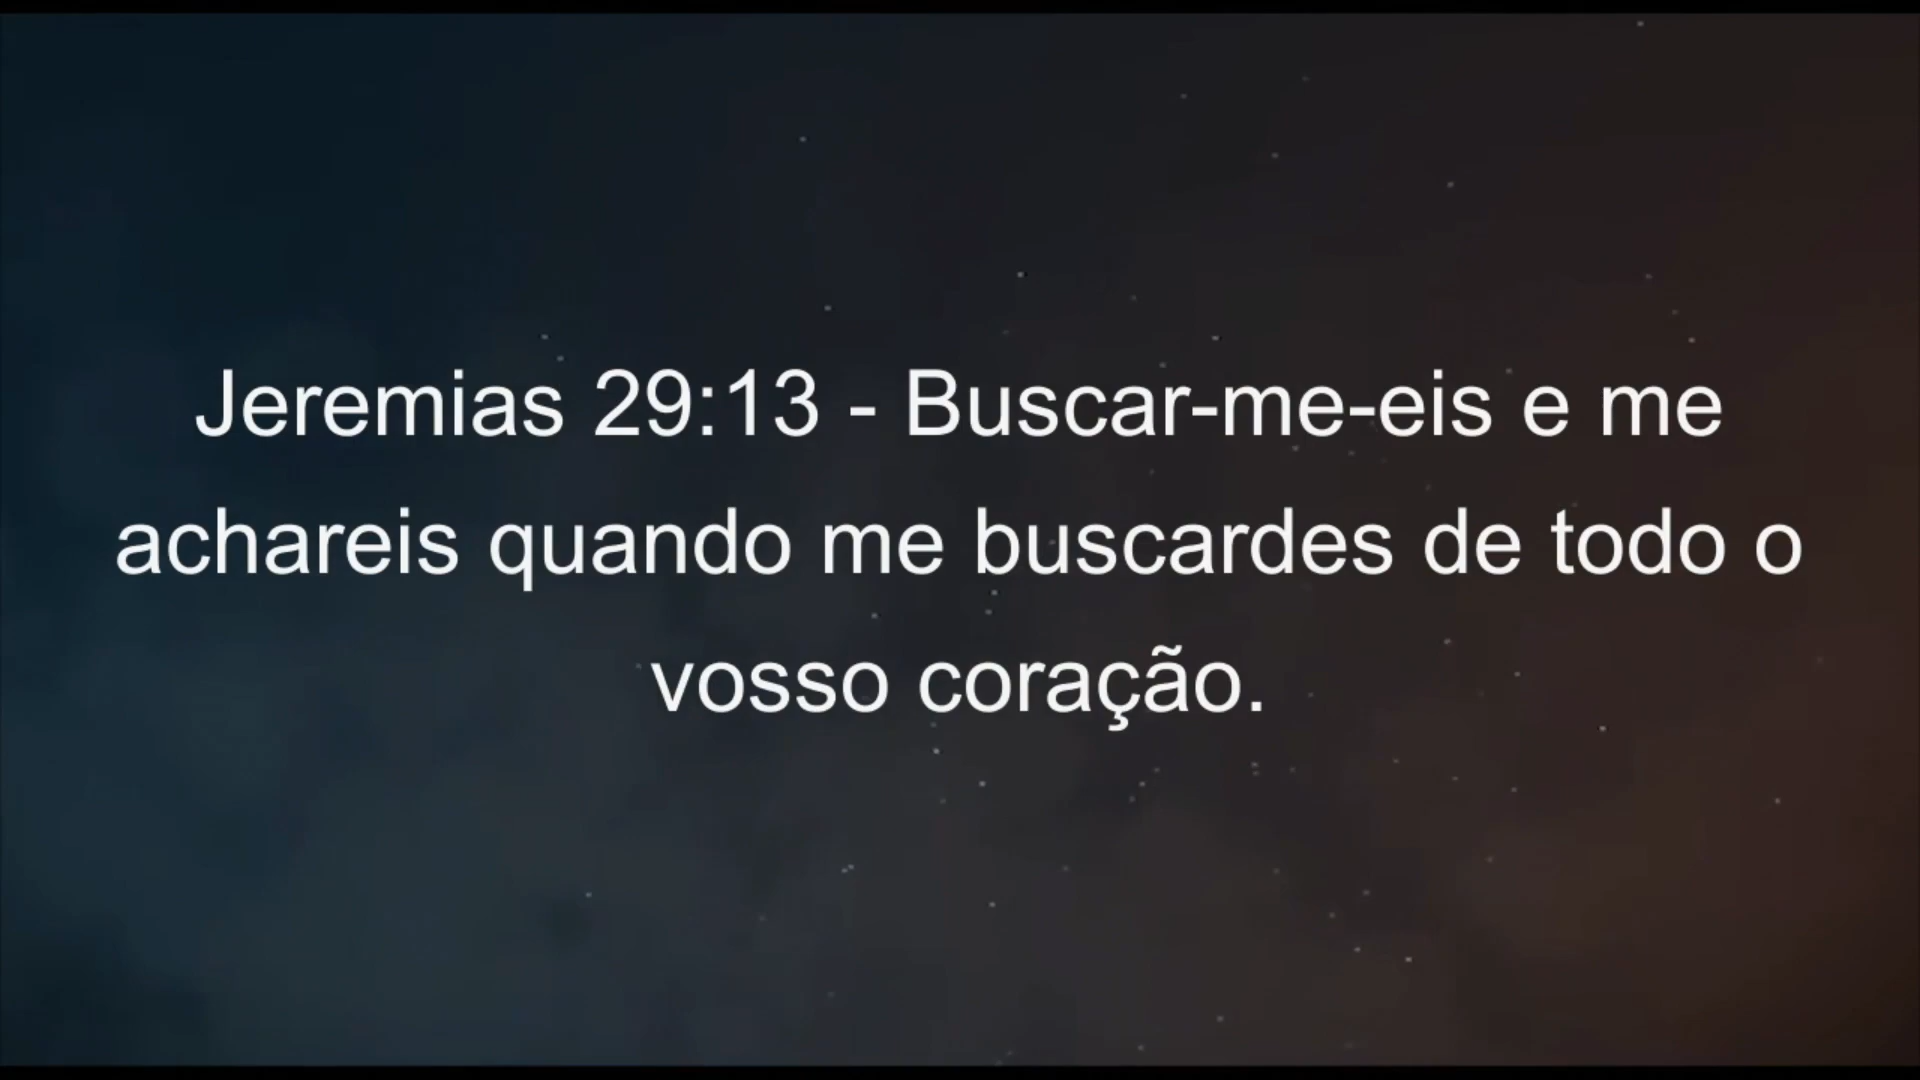 Jeremias 29:13 - Buscar-me-eis e me
achareis quando me buscardes de todo o
vosso coração.